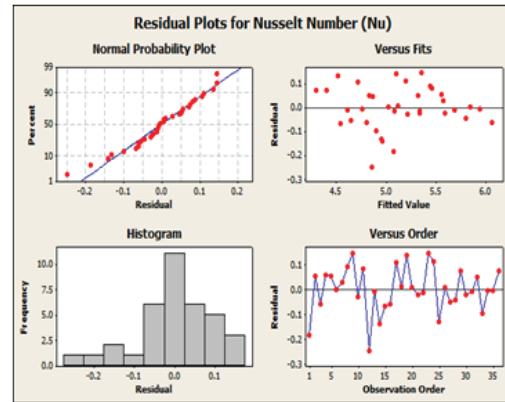 Residual Plots for Nusselt Number (Nu)
Normal Probability Plot
99
90
50
10
1
Percent
-0.2 -0.1 0.0 0.1 0.2
Residual
Versus Fits
0.1
0.0
-0.1
-0.2
-0.3
Residual
4.5 5.0 5.5 6.0
Fitted Value
Histogram
10.0
7.5
5.0
2.5
0.0
Frequency
-0.2 -0.1 0.0 0.1
Residual
Versus Order
0.1
0.0
-0.1
-0.2
-0.3
Residual
1 5 10 15 20 25 30 35
Observation Order